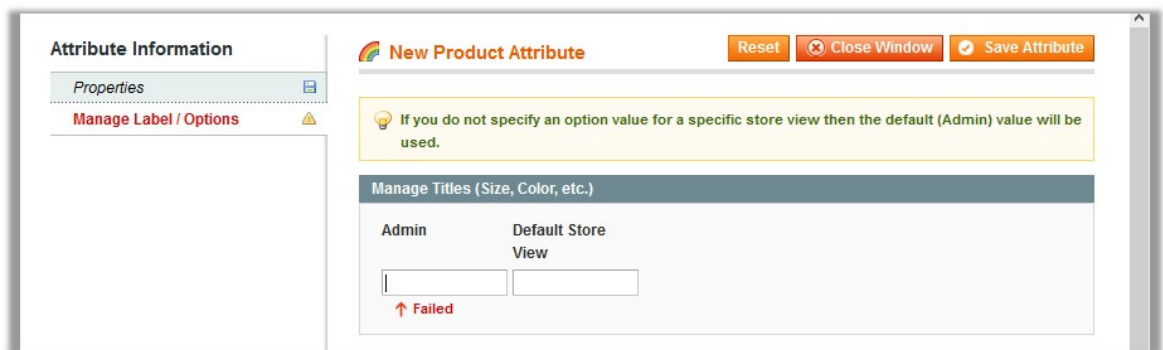 Attribute Information
Properties
Manage Label / Options
New Product Attribute
Reset
Close Window
Save Attribute
If you do not specify an option value for a specific store view then the default (Admin) value will be
used.
Manage Titles (Size, Color, etc.)
Admin
Default Store
View
Failed